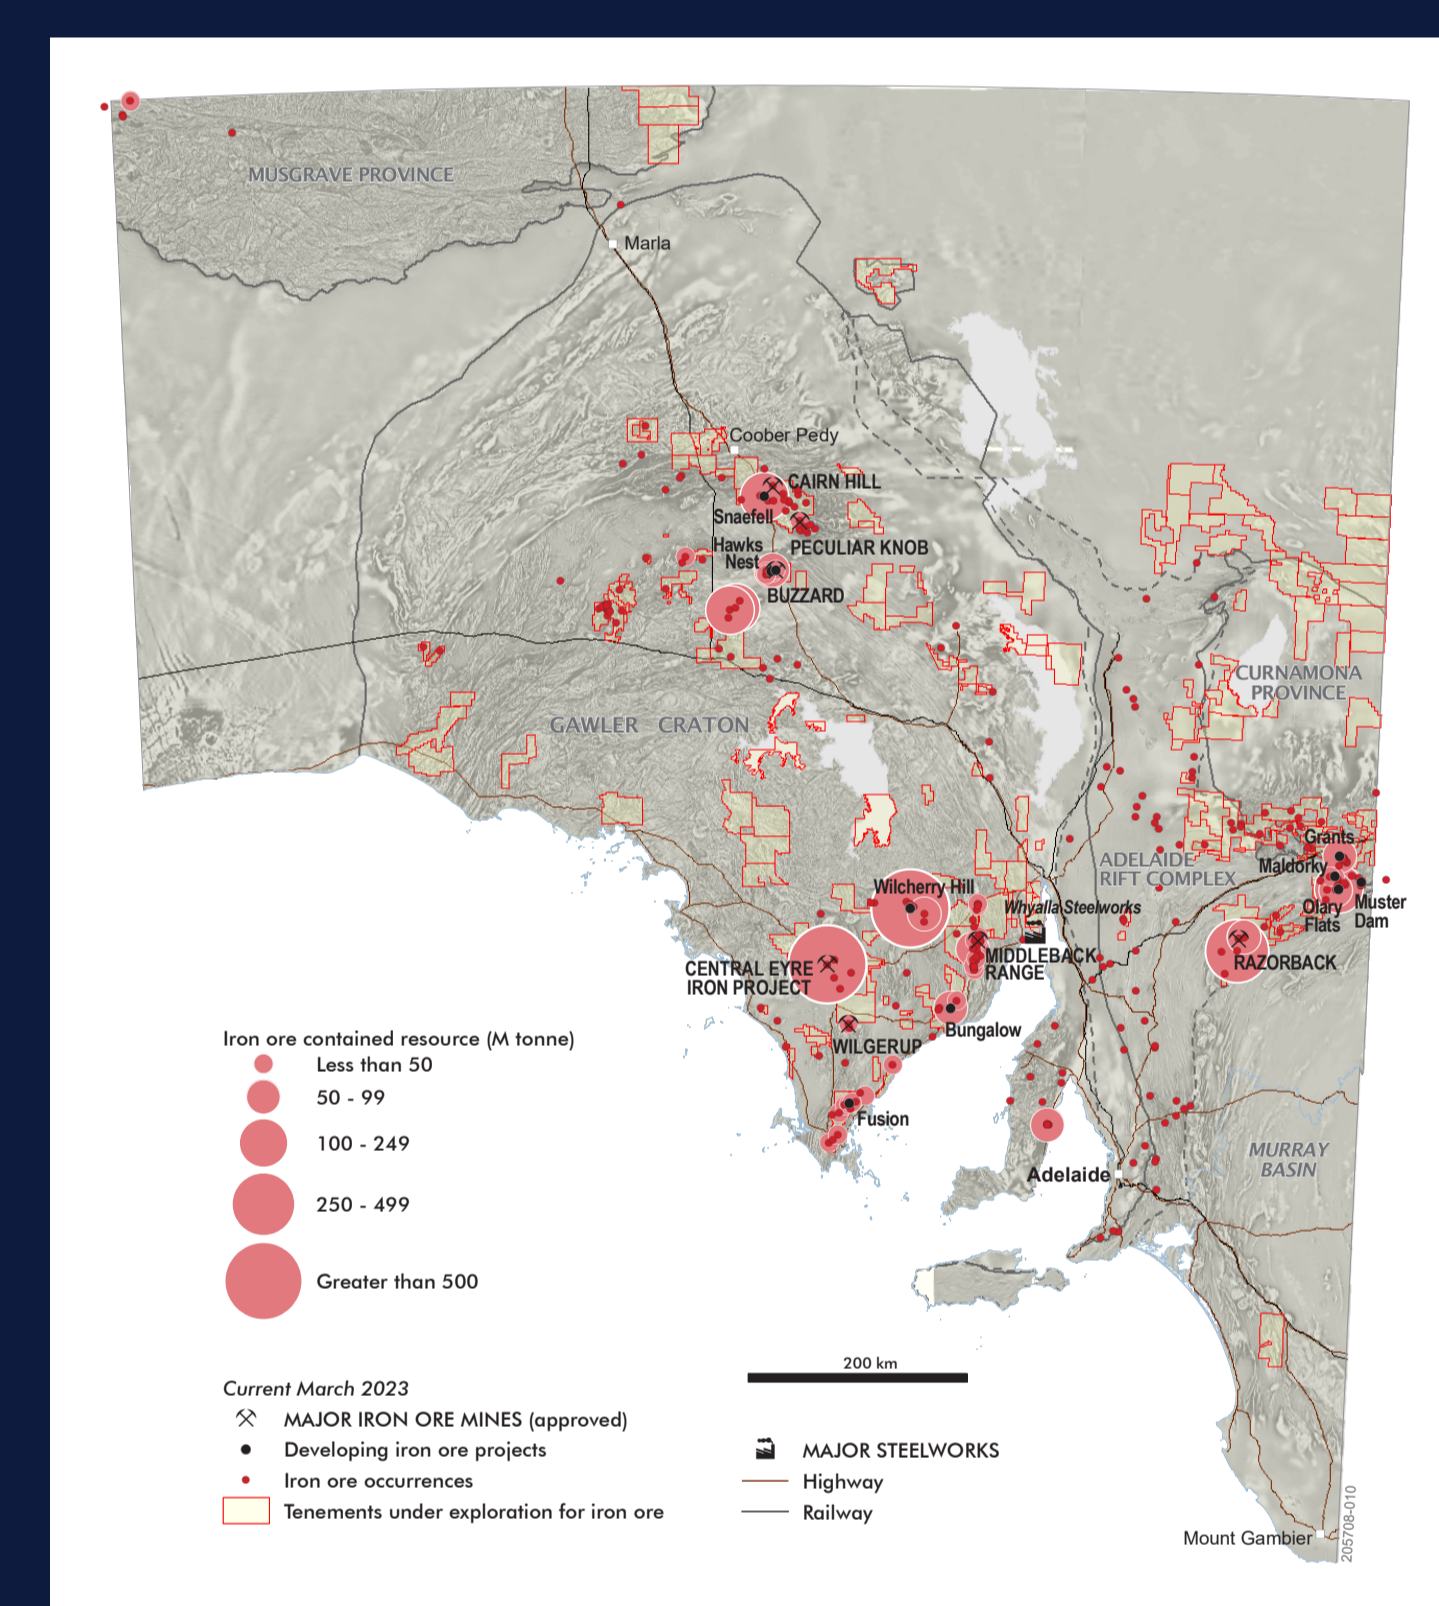 MUSGRAVE PROVINCE
Marla
Coober Pedy
CAIRN HILL
Snaefell
Hawks
Nest
PECULIAR KNOB
BUZZARD
CURNAMONA
PROVINCE
GAWLER CRATON
Grants
ADELAIDE
RIFT COMPLEX
Maldorky
Wilcherry Hill
Whyalla Steelworks
Olary
Flats
Muster
Dam
MIDDLEBACK
RANGE
RAZORBACK
CENTRAL EYRE
IRON PROJECT
Bungalow
WILGERUP
Fusion
MURRAY
BASIN
Adelaide
Mount Gambier
205708-010
Iron ore contained resource (M tonne)
Less than 50
50 - 99
100 - 249
250 - 499
Greater than 500
200 km
Current March 2023
MAJOR IRON ORE MINES (approved)
Developing iron ore projects
Iron ore occurrences
Tenements under exploration for iron ore
MAJOR STEELWORKS
Highway
Railway